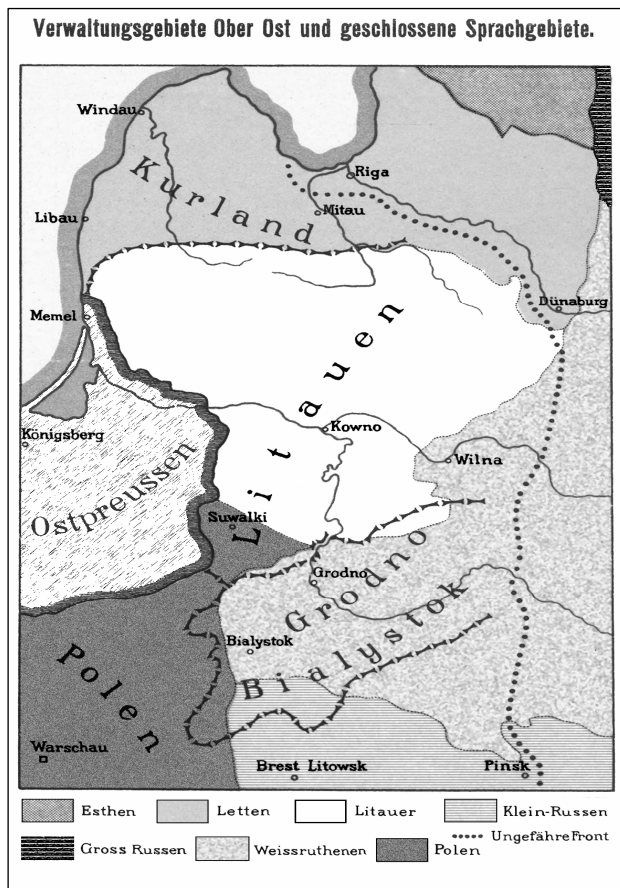 Verwaltungsgebiete Ober Ost und geschlossene Sprachgebiete.
Windau
Riga
Kurland
Mitau
Libau
Dünaburg
Memel
Litauen
Kowno
Königsberg
Wilna
Ostpreussen
Suwalki
Grodno
Grodno
Bialystok
Bialystok
Polen
Warschau
Brest Litowsk
Pinsk
Esthen Letten Litauer Klein-Russen
Gross Russen Weissruthenen Polen Ungefähre Front